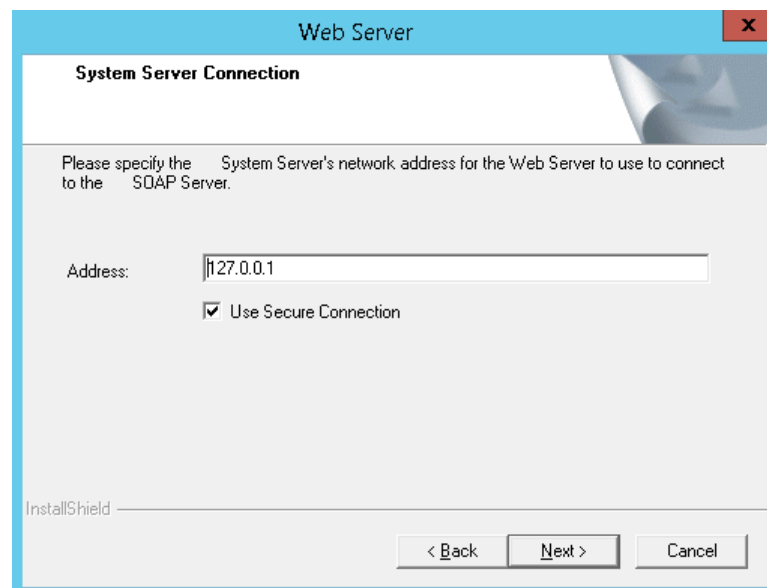 Web Server
x
System Server Connection
Please specify the System Server's network address for the Web Server to use to connect
to the SOAP Server.
Address:
127.0.0.1
Use Secure Connection
InstallShield
< Back
Next >
Cancel